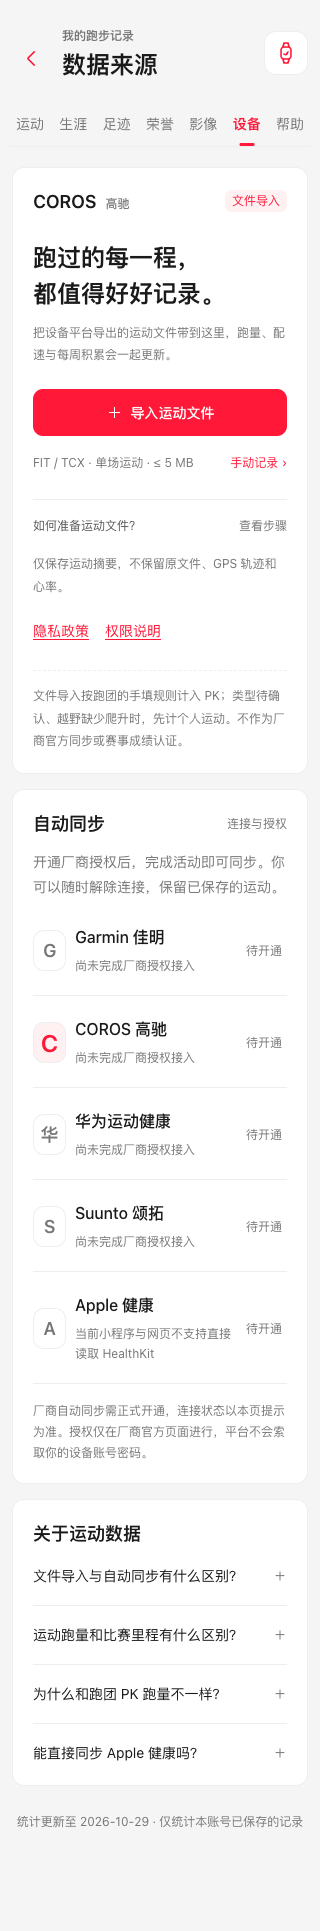 我的跑步记录
数据来源
运动 生涯 足迹 荣誉 影像 设备 帮助
COROS 高驰 文件导入
跑过的每一程，
都值得好好记录。
把设备平台导出的运动文件带到这里，跑量、配
速与每周积累会一起更新。
＋ 导入运动文件
FIT / TCX · 单场运动 · ≤ 5 MB 手动记录 ›
如何准备运动文件？ 查看步骤
仅保存运动摘要，不保留原文件、GPS 轨迹和
心率。
隐私政策 权限说明
文件导入按跑团的手填规则计入 PK；类型待确
认、越野缺少爬升时，先计个人运动。不作为厂
商官方同步或赛事成绩认证。
自动同步 连接与授权
开通厂商授权后，完成活动即可同步。你
可以随时解除连接，保留已保存的运动。
G Garmin 佳明 待开通
尚未完成厂商授权接入
C COROS 高驰 待开通
尚未完成厂商授权接入
华 华为运动健康 待开通
尚未完成厂商授权接入
S Suunto 颂拓 待开通
尚未完成厂商授权接入
A Apple 健康 待开通
当前小程序与网页不支持直接
读取 HealthKit
厂商自动同步需正式开通，连接状态以本页提示
为准。授权仅在厂商官方页面进行，平台不会索
取你的设备账号密码。
关于运动数据
文件导入与自动同步有什么区别？ +
运动跑量和比赛里程有什么区别？ +
为什么和跑团 PK 跑量不一样？ +
能直接同步 Apple 健康吗？ +
统计更新至 2026-10-29 · 仅统计本账号已保存的记录